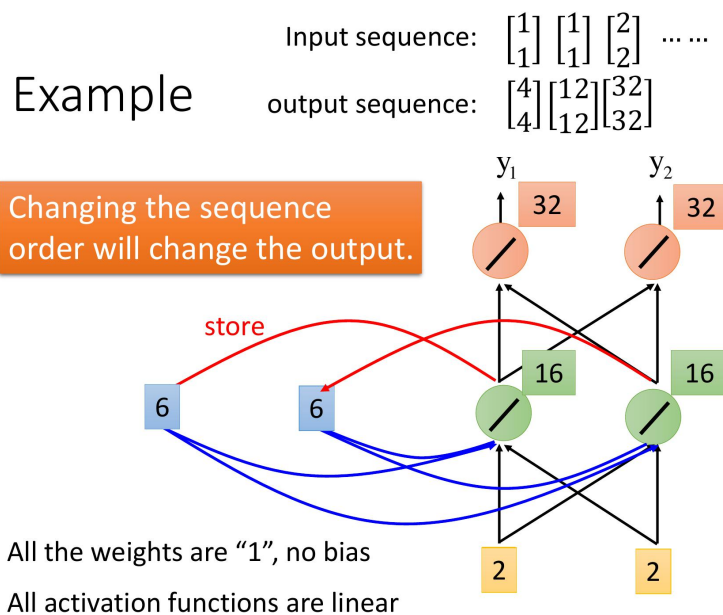 Example
Input sequence: [1 1] [1 1] [2 2] ... ...
output sequence: [4 4] [12 12] [32 32]
Changing the sequence
order will change the output.
y1 y2
32 32
store
16 16
6 6
2 2
All the weights are “1”, no bias
All activation functions are linear